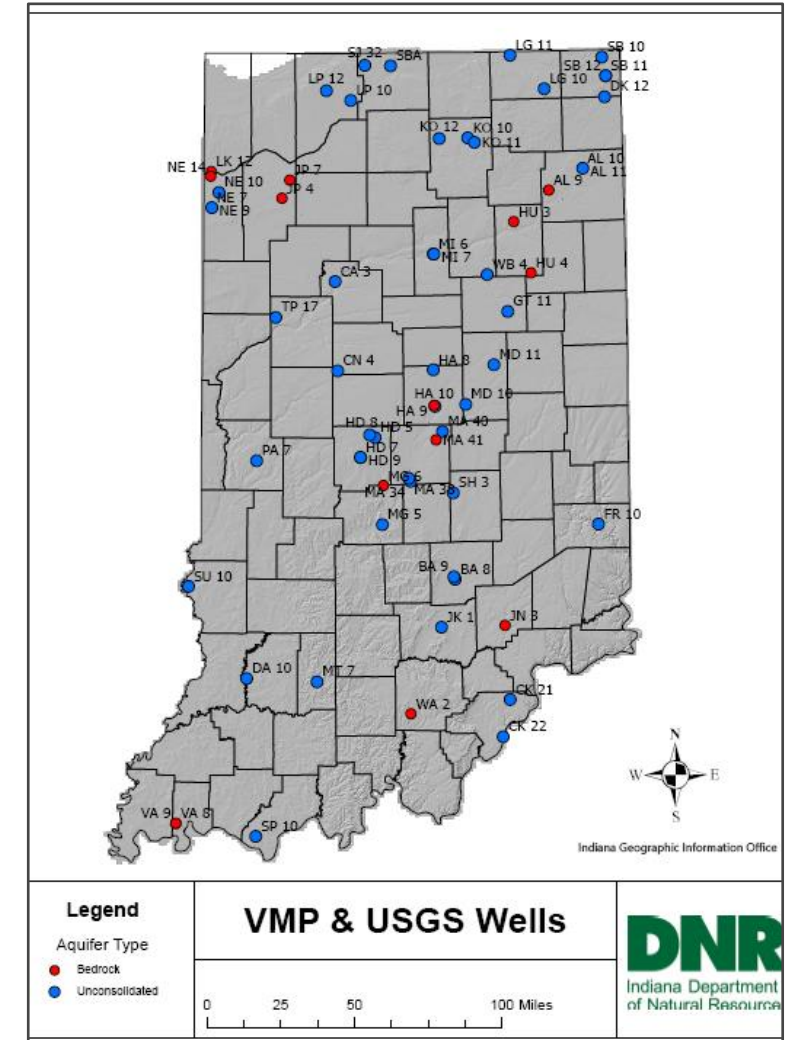 LG 11
SB 10
SJ 32
SBA
SB 12
SB 11
LG 10
DK 12
LP 12
LP 10
KO 12
KO 10
KO 11
NE 14
LK 12
JP 7
AL 10
AL 11
AL 9
NE 10
JP 4
NE 7
NE 9
HU 3
MI 6
MI 7
WB 4
HU 4
CA 3
GT 11
TP 17
CN 4
HA 8
MD 11
HA 10
MD 10
HA 9
HD 8
HD 5
MA 40
MA 41
HD 7
HD 9
PA 7
MG 6
MA 34
MA 38
SH 3
MG 5
FR 10
BA 9
BA 8
SU 10
JK 1
JN 3
DA 10
MT 7
CK 21
WA 2
CK 22
N
W
E
S
VA 9
VA 8
SP 10
Indiana Geographic Information Office
Legend
Aquifer Type
Bedrock
Unconsolidated
VMP & USGS Wells
0 25 50 100 Miles
DNR
Indiana Department
of Natural Resource